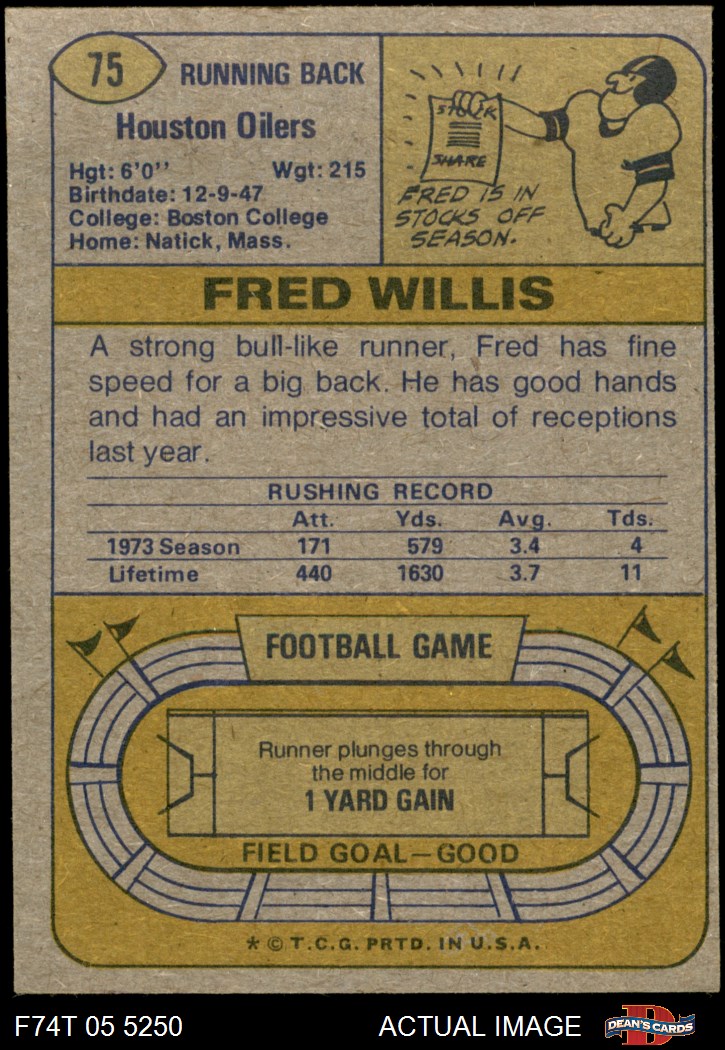 75
RUNNING BACK
Houston Oilers
Hgt: 6'0'' Wgt: 215
Birthdate: 12-9-47
College: Boston College
Home: Natick, Mass.
STOCK
SHARE
FRED IS IN
STOCKS OFF
SEASON.
FRED WILLIS
A strong bull-like runner, Fred has fine
speed for a big back. He has good hands
and had an impressive total of receptions
last year.
RUSHING RECORD
Att. Yds. Avg. Tds.
1973 Season 171 579 3.4 4
Lifetime 440 1630 3.7 11
FOOTBALL GAME
Runner plunges through
the middle for
1 YARD GAIN
FIELD GOAL—GOOD
* © T.C.G. PRTD. IN U.S.A.
F74T 05 5250 ACTUAL IMAGE
D
DEAN'S CARDS